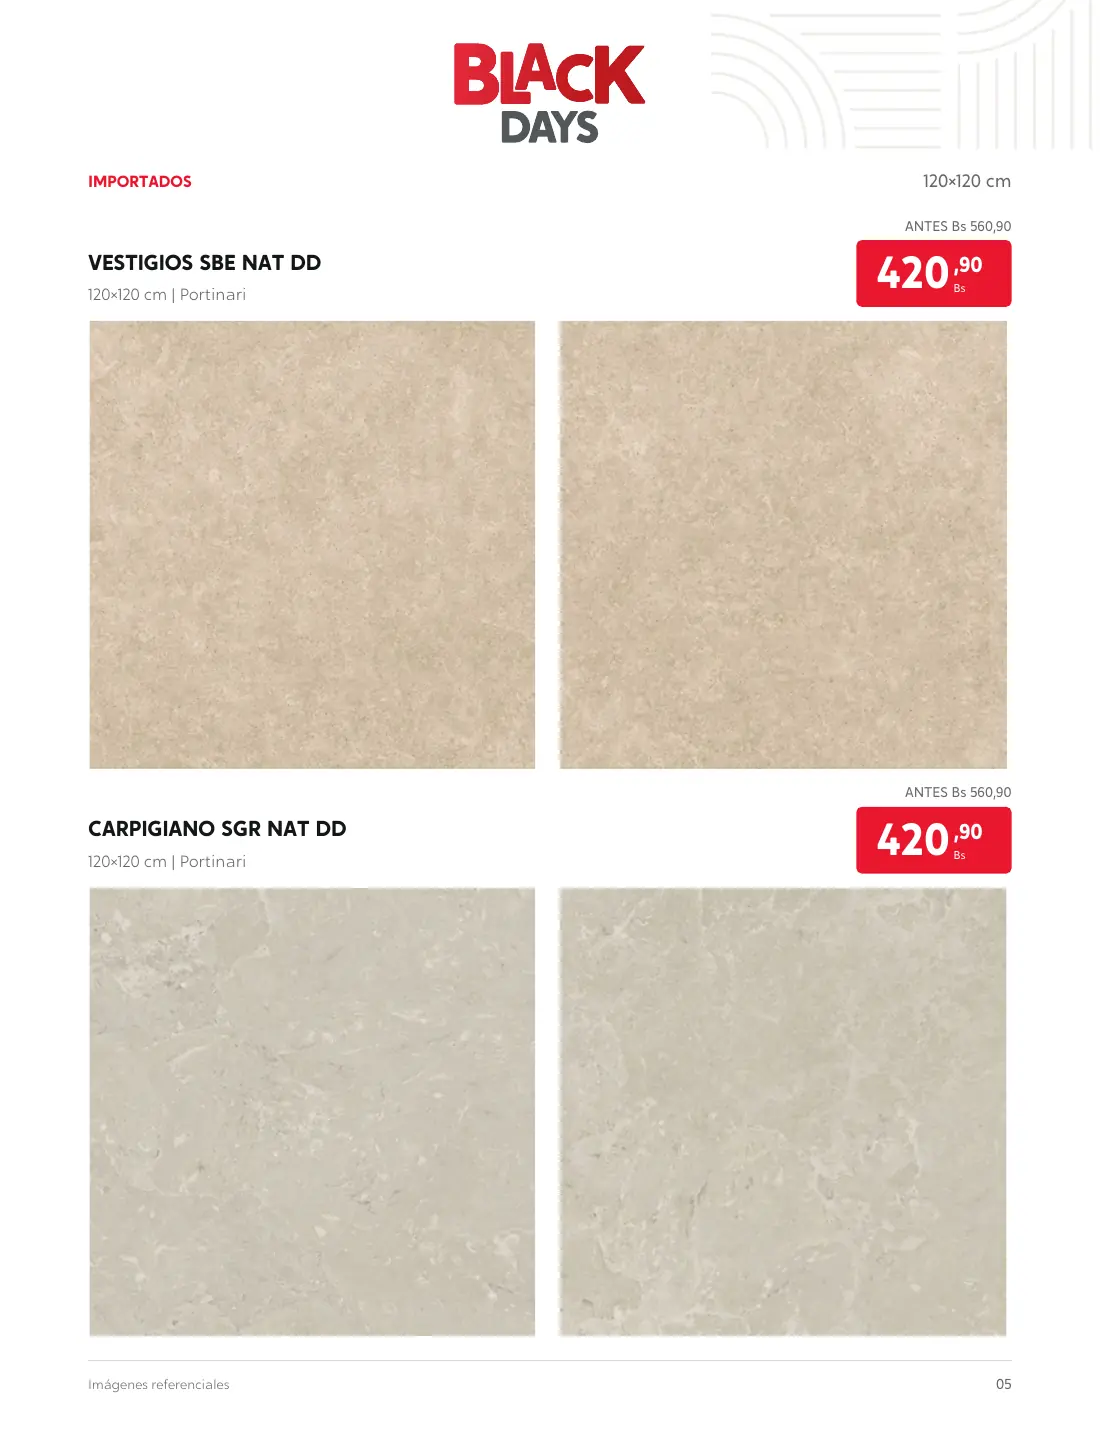 BLACK
DAYS
IMPORTADOS
120×120 cm
ANTES Bs 560,90
VESTIGIOS SBE NAT DD
420,90
Bs
120×120 cm | Portinari
ANTES Bs 560,90
CARPIGIANO SGR NAT DD
420,90
Bs
120×120 cm | Portinari
Imágenes referenciales
05